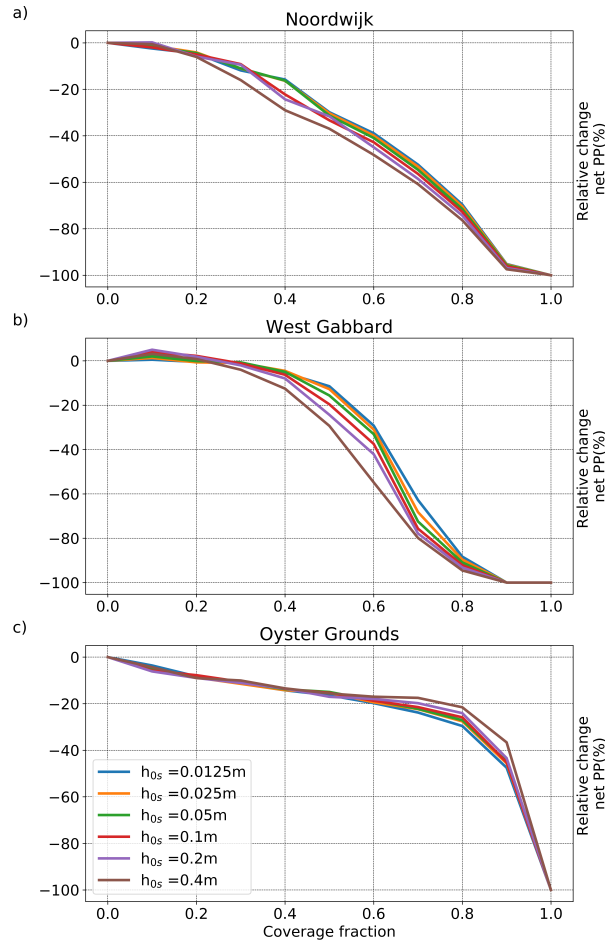 a)
Noordwijk
0
−20
−40
−60
−80
−100
0.0 0.2 0.4 0.6 0.8 1.0
Relative change
net PP(%)
b)
West Gabbard
0
−20
−40
−60
−80
−100
0.0 0.2 0.4 0.6 0.8 1.0
Relative change
net PP(%)
c)
Oyster Grounds
0
−20
−40
−60
−80
−100
h0s =0.0125m
h0s =0.025m
h0s =0.05m
h0s =0.1m
h0s =0.2m
h0s =0.4m
0.0 0.2 0.4 0.6 0.8 1.0
Coverage fraction
Relative change
net PP(%)